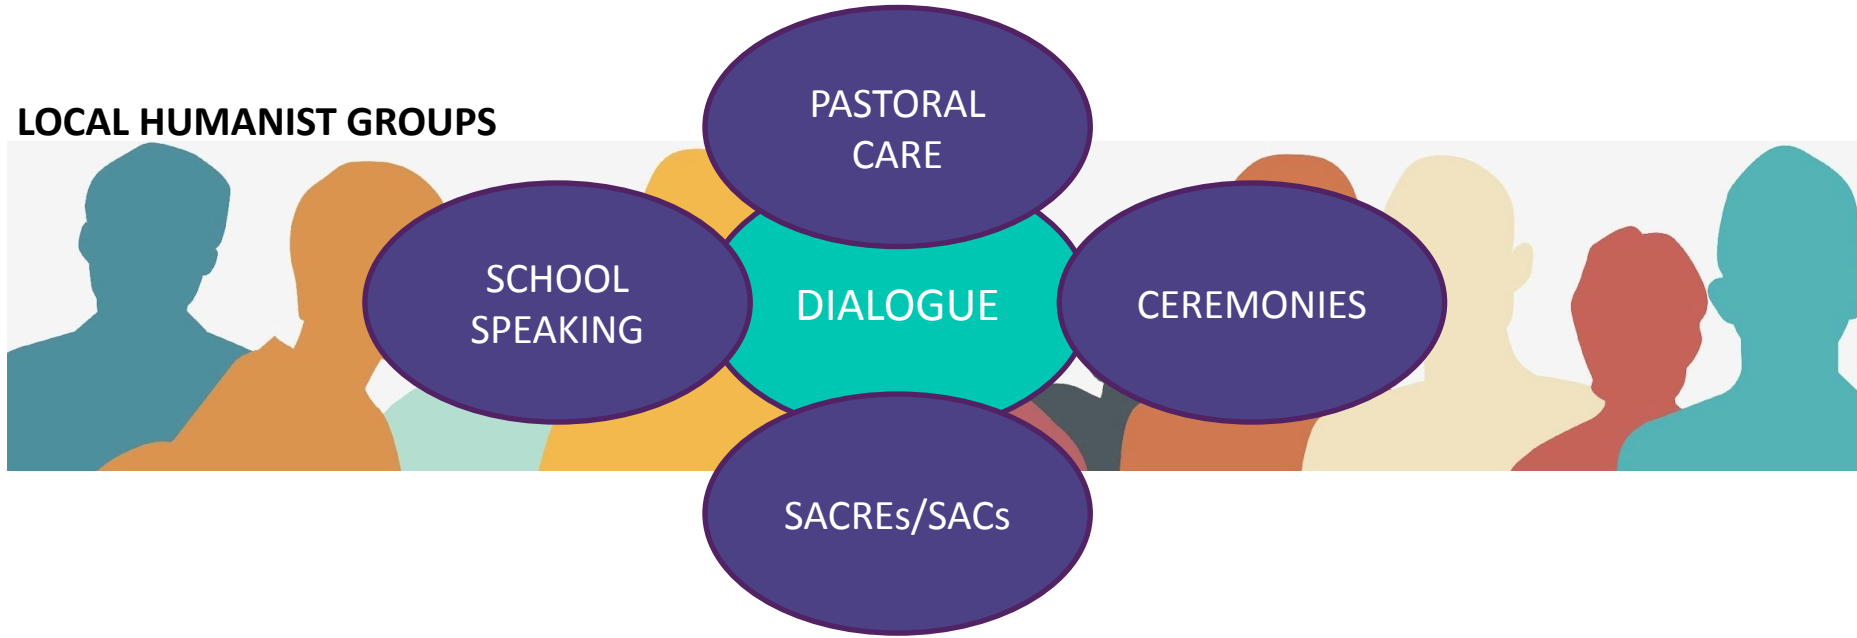 LOCAL HUMANIST GROUPS
PASTORAL
CARE
SCHOOL
SPEAKING
DIALOGUE
CEREMONIES
SACREs/SACs